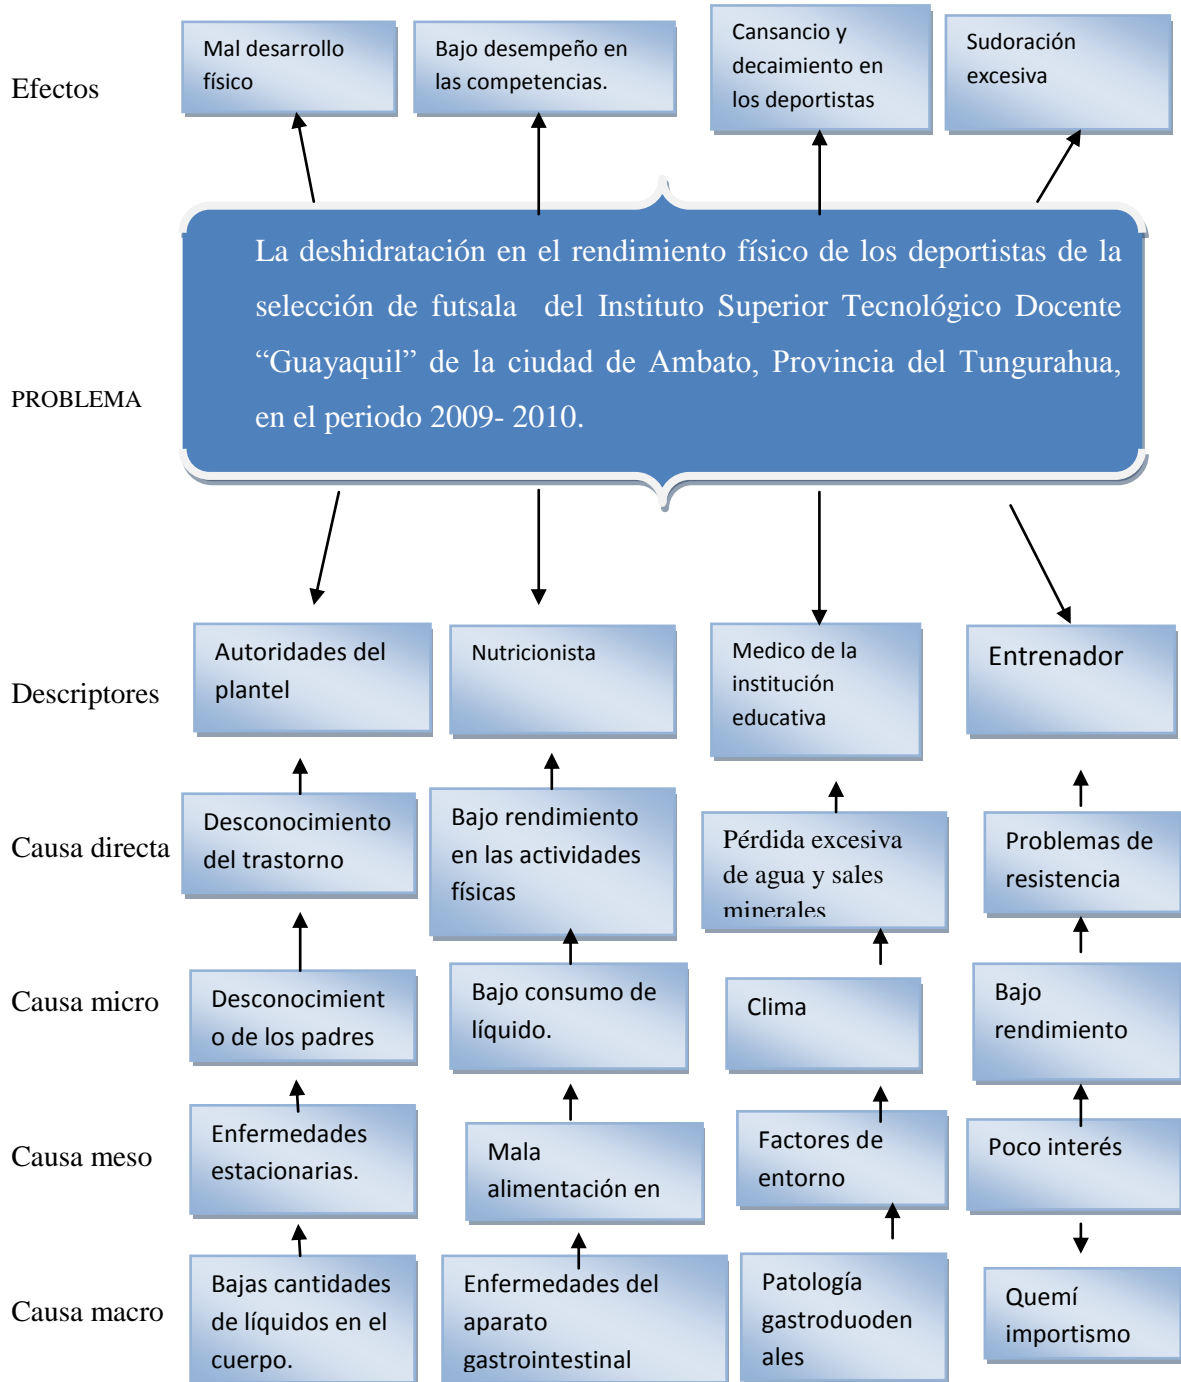 Efectos
Mal desarrollo
físico
Bajo desempeño en
las competencias.
Cansancio y
decaimiento en
los deportistas
Sudoración
excesiva
PROBLEMA
La deshidratación en el rendimiento físico de los deportistas de la
selección de futsala del Instituto Superior Tecnológico Docente
“Guayaquil” de la ciudad de Ambato, Provincia del Tungurahua,
en el periodo 2009- 2010.
Descriptores
Autoridades del
plantel
Nutricionista
Medico de la
institución
educativa
Entrenador
Causa directa
Desconocimiento
del trastorno
Bajo rendimiento
en las actividades
físicas
Pérdida excesiva
de agua y sales
minerales
Problemas de
resistencia
Causa micro
Desconocimient
o de los padres
Bajo consumo de
líquido.
Clima
Bajo
rendimiento
Causa meso
Enfermedades
estacionarias.
Mala
alimentación en
Factores de
entorno
Poco interés
Causa macro
Bajas cantidades
de líquidos en el
cuerpo.
Enfermedades del
aparato
gastrointestinal
Patología
gastroduoden
ales
Quemí
importismo